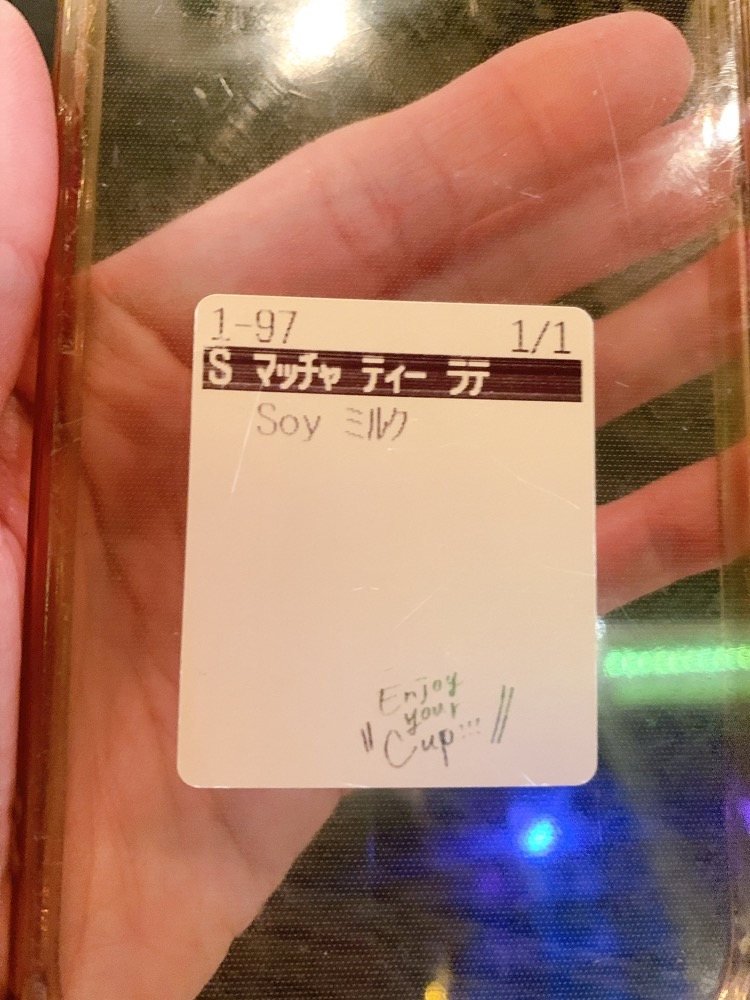 1-97 1/1
S マッチャ ティー ラテ
Soy ミルク
Enjoy
your
Cup!!!